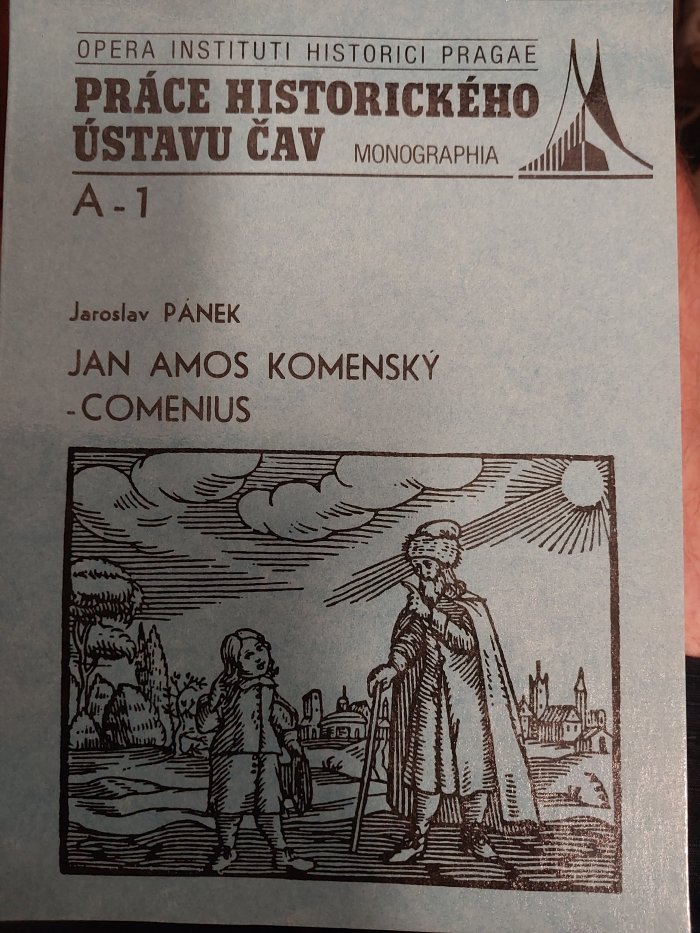 OPERA INSTITUTI HISTORICI PRAGAE
PRÁCE HISTORICKÉHO
ÚSTAVU ČAV MONOGRAPHIA
A-1
Jaroslav PÁNEK
JAN AMOS KOMENSKÝ
-COMENIUS